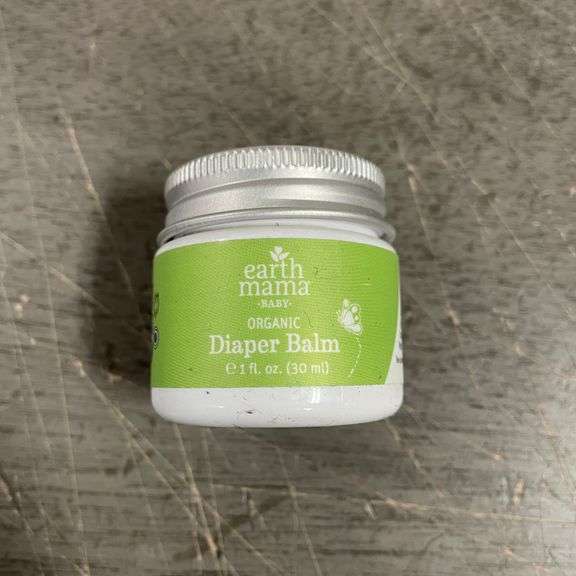 earth
mama
·BABY·
ORGANIC
Diaper Balm
℮ 1 fl. oz. (30 ml)